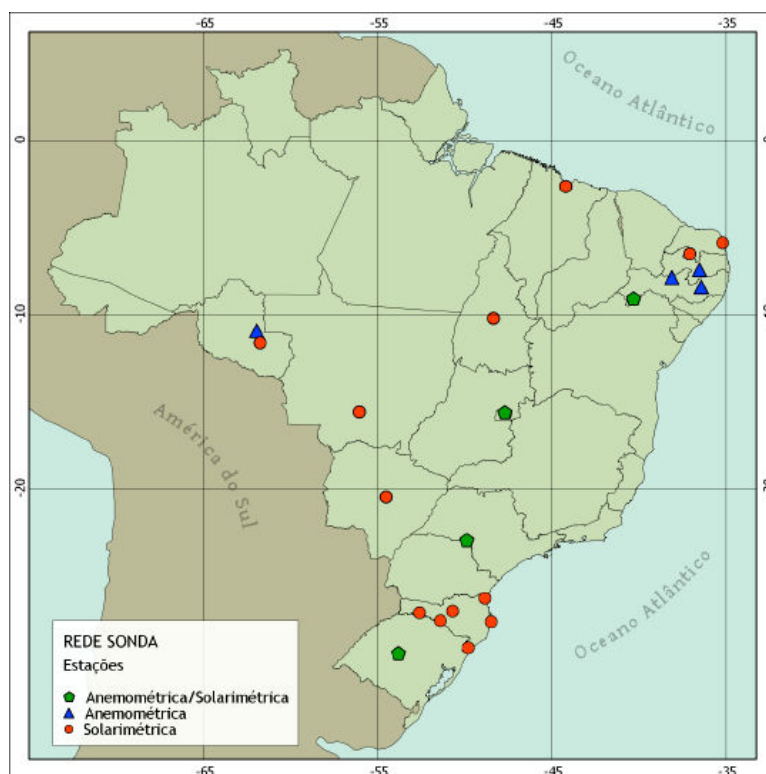 -65 -55 -45 -35
Oceano Atlântico
0 0
-10
América do Sul
-20
Oceano Atlântico
REDE SONDA
Estações
Anemométrica/Solarimétrica
Anemométrica
Solarimétrica
-65 -55 -45 -35